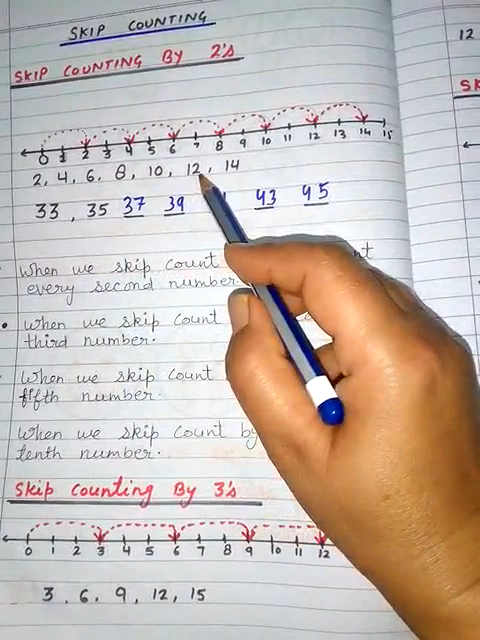 SKIP COUNTING
SKIP COUNTING BY 2's
0 1 2 3 4 5 6 7 8 9 10 11 12 13 14 15
2, 4, 6, 8, 10, 12, 14
33, 35 37 39 43 45
When we skip count
every second number
• When we skip count
third number.
When we skip count
fifth number.
When we skip count by
tenth number.
Skip Counting By 3's
0 1 2 3 4 5 6 7 8 9 10 11 12
3, 6, 9, 12, 15
12